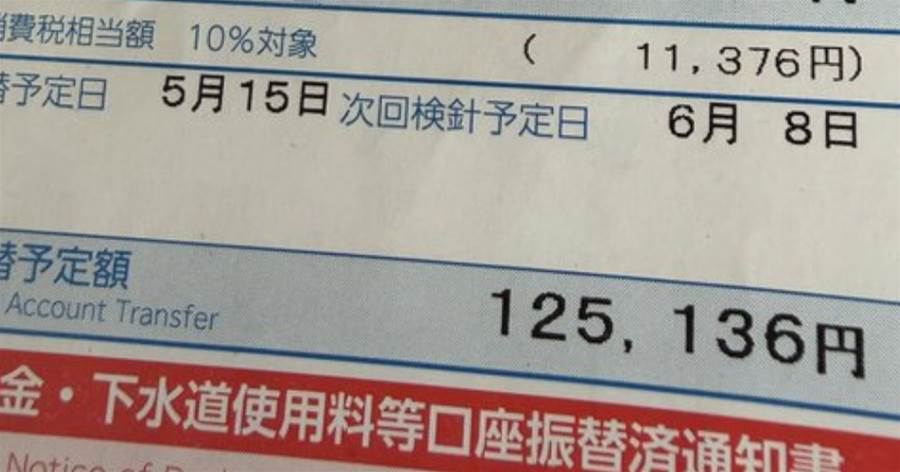 消費税相当額 10%対象 ( 11,376円)
替予定日 5月15日 次回検針予定日 6月 8日
替予定額
Account Transfer 125,136円
金・下水道使用料等口座振替済通知書
Notice of